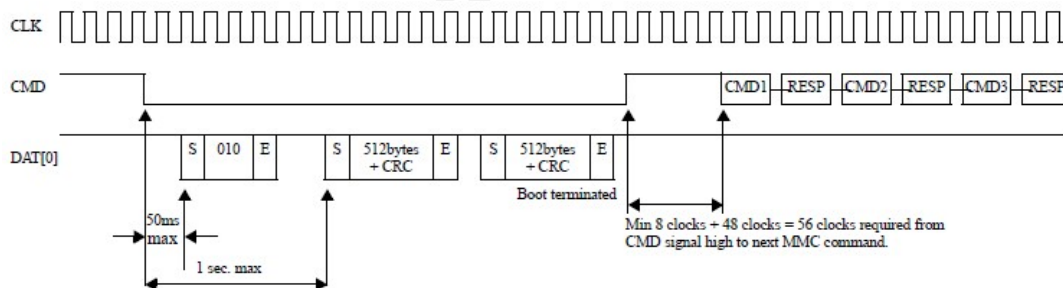 CLK
CMD
CMD1 RESP CMD2 RESP CMD3 RESP
DAT[0]
S 010 E S 512bytes + CRC E S 512bytes + CRC E
Boot terminated
50ms
max
1 sec. max
Min 8 clocks + 48 clocks = 56 clocks required from
CMD signal high to next MMC command.